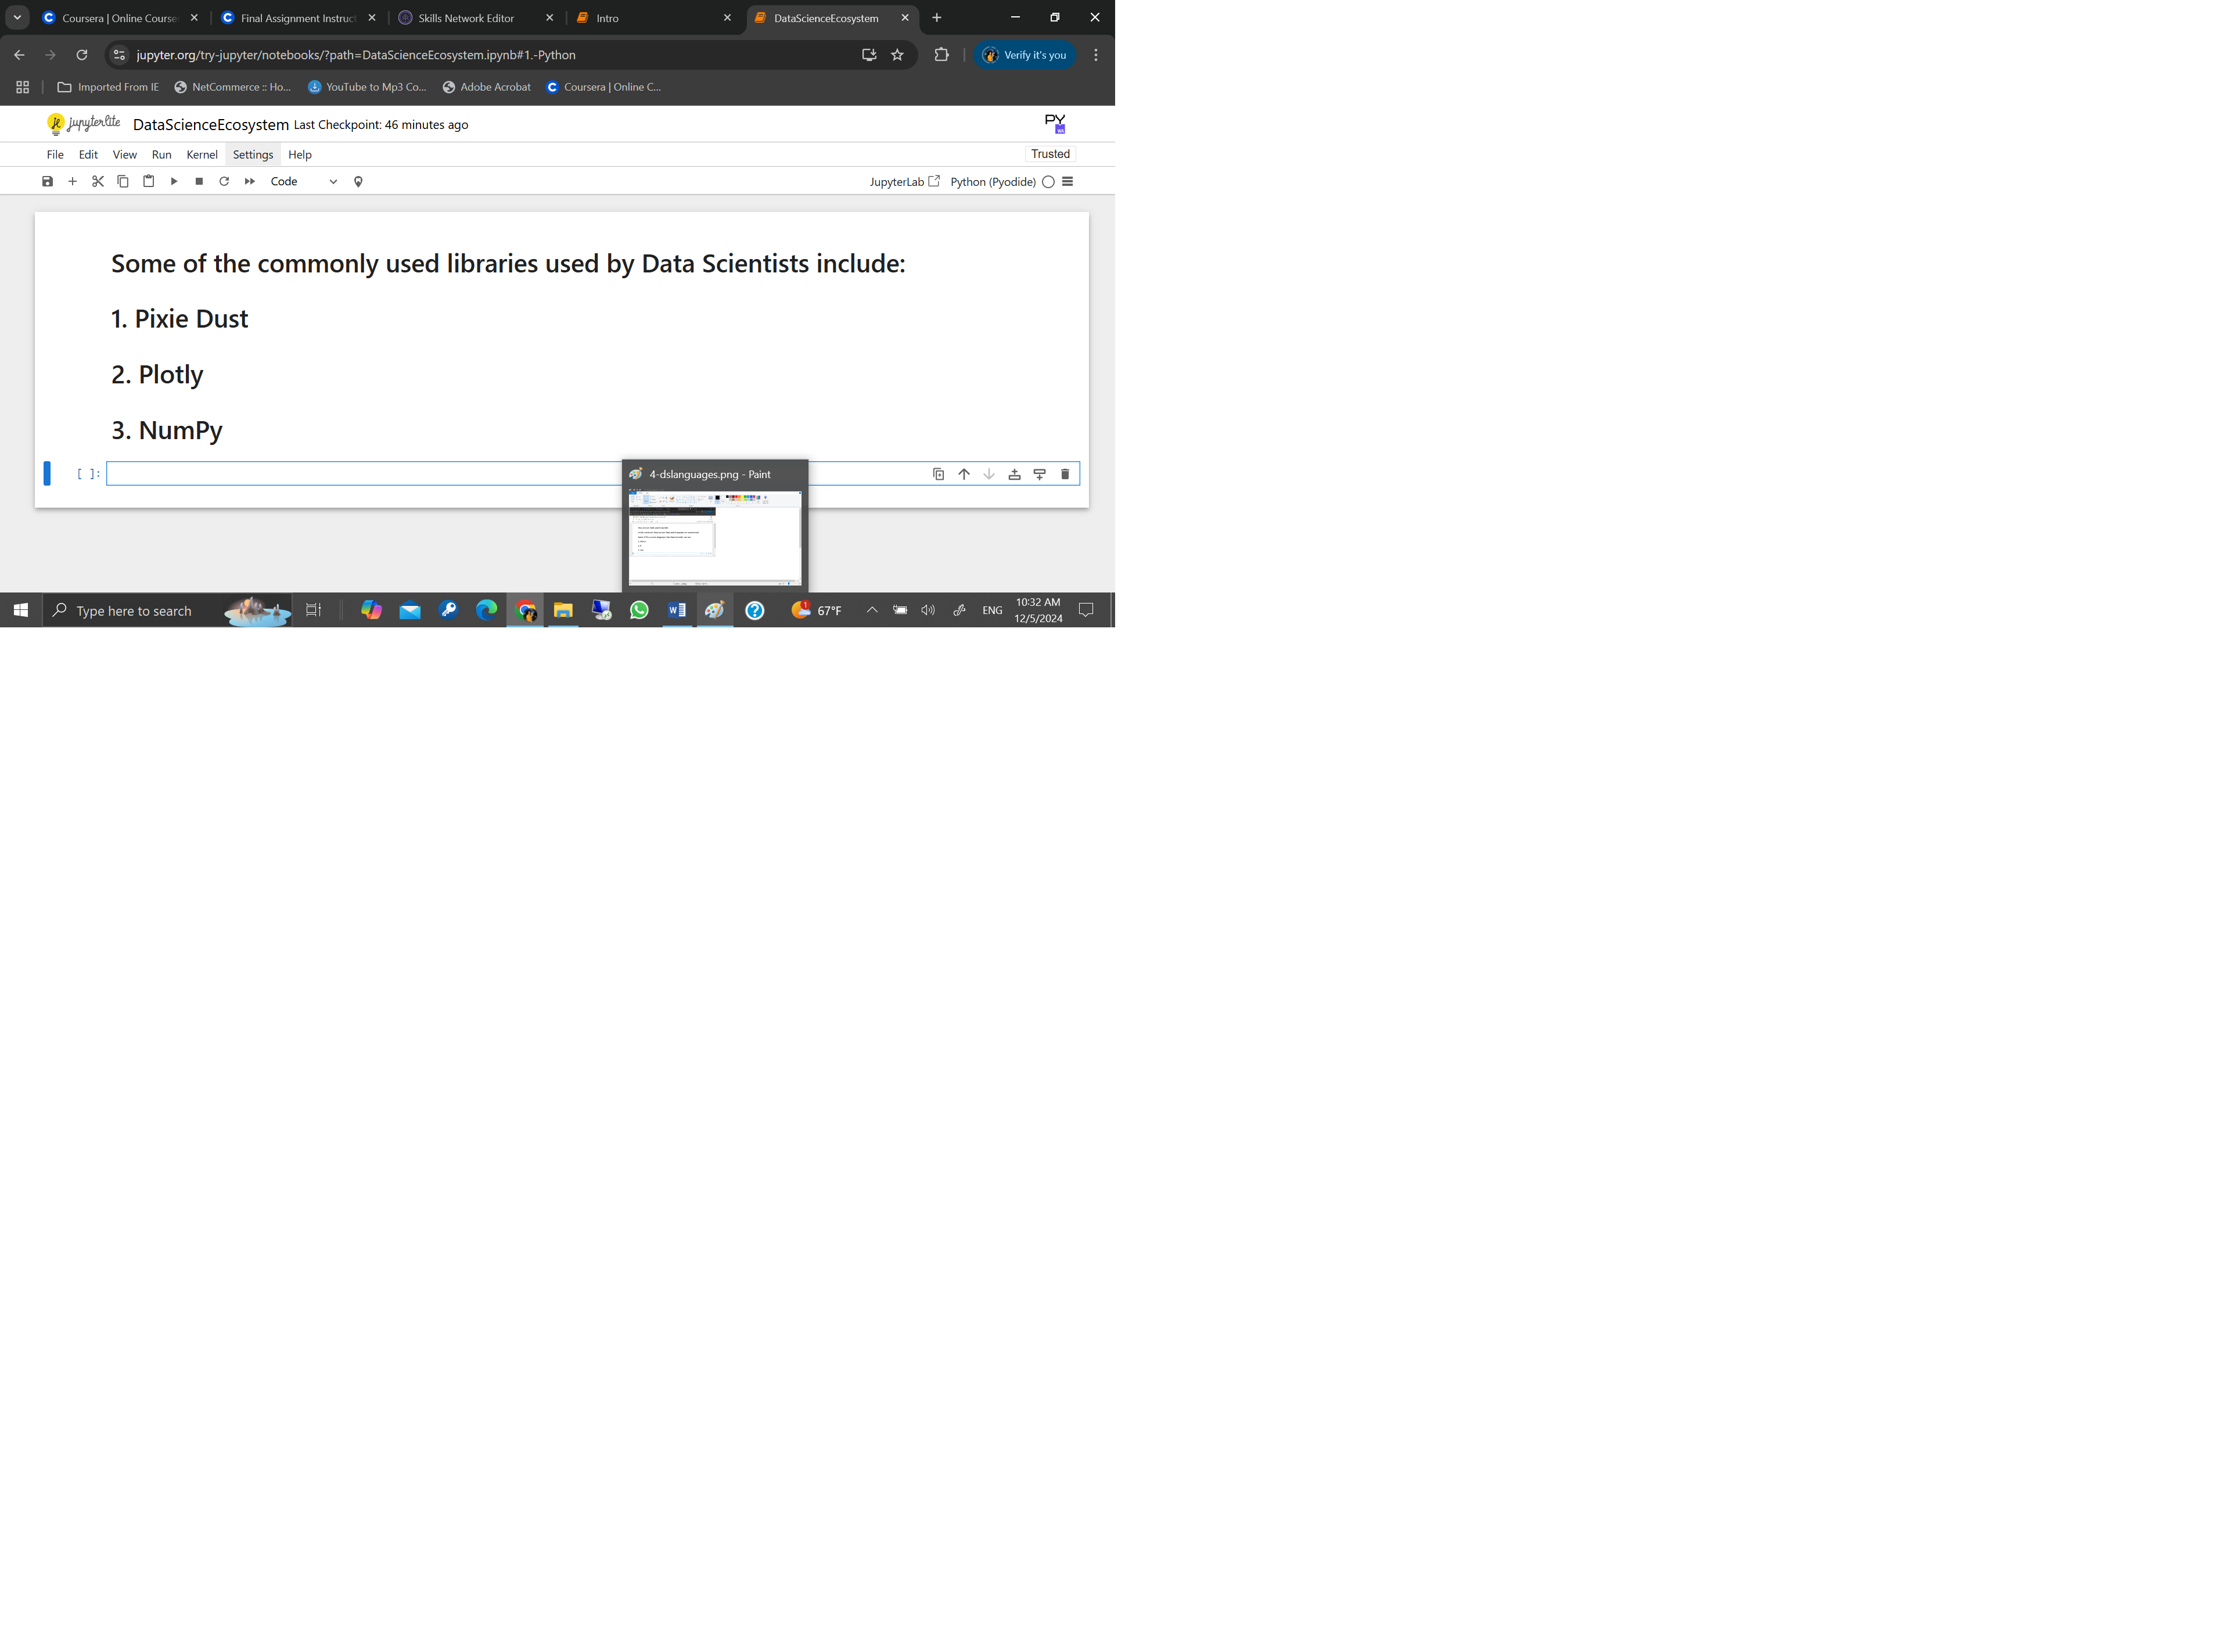 Coursera | Online Course
Final Assignment Instruct
Skills Network Editor
Intro
DataScienceEcosystem
jupyter.org/try-jupyter/notebooks/?path=DataScienceEcosystem.ipynb#1.-Python
Verify it's you
Imported From IE
NetCommerce :: Ho...
YouTube to Mp3 Co...
Adobe Acrobat
Coursera | Online C...
jupyterlite
DataScienceEcosystem Last Checkpoint: 46 minutes ago
PY
File Edit View Run Kernel Settings Help
Trusted
Code
JupyterLab
Python (Pyodide)
Some of the commonly used libraries used by Data Scientists include:
1. Pixie Dust
2. Plotly
3. NumPy
[ ]:
4-dslanguages.png - Paint
Type here to search
67°F
ENG
10:32 AM
12/5/2024